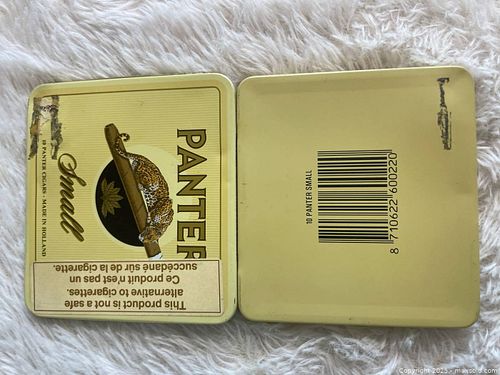 PANTER
Small
10 PANTER CIGARS · MADE IN HOLLAND
This product is not a safe
alternative to cigarettes.
Ce produit n'est pas un
succédané sur de la cigarette.
10 PANTER SMALL
8 710622 600220
Copyright 2025 - maxsold.com